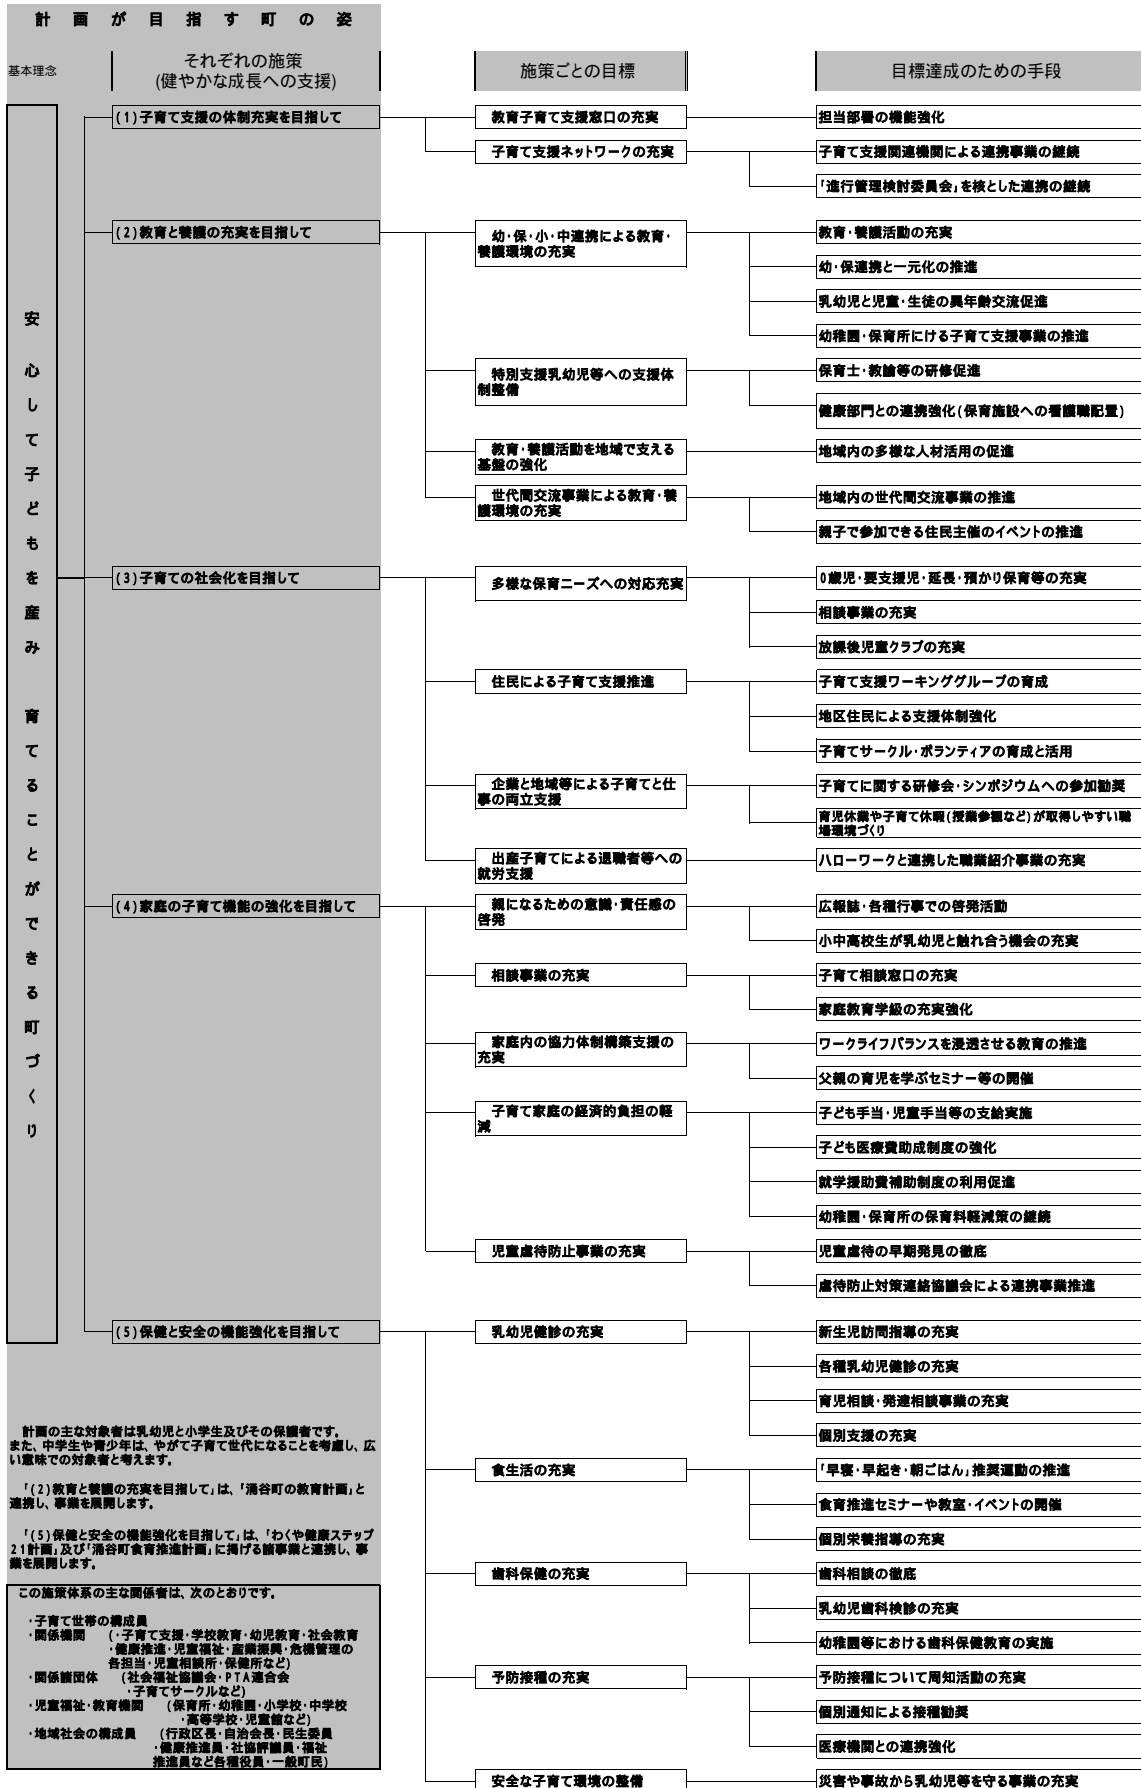 計画が目指す町の姿
基本理念
それぞれの施策
(健やかな成長への支援)
施策ごとの目標
目標達成のための手段
安心して子どもを産み 育てることができる町づくり
(1)子育て支援の体制充実を目指して
教育子育て支援窓口の充実
担当部署の機能強化
子育て支援ネットワークの充実
子育て支援関連機関による連携事業の継続
「進行管理検討委員会」を核とした連携の継続
(2)教育と養護の充実を目指して
幼・保・小・中連携による教育・
養護環境の充実
教育・養護活動の充実
幼・保連携と一元化の推進
乳幼児と児童・生徒の異年齢交流促進
幼稚園・保育所にける子育て支援事業の推進
特別支援乳幼児等への支援体
制整備
保育士・教諭等の研修促進
健康部門との連携強化(保育施設への看護職配置)
教育・養護活動を地域で支える
基盤の強化
地域内の多様な人材活用の促進
世代間交流事業による教育・養
護環境の充実
地域内の世代間交流事業の推進
親子で参加できる住民主催のイベントの推進
(3)子育ての社会化を目指して
多様な保育ニーズへの対応充実
0歳児・要支援児・延長・預かり保育等の充実
相談事業の充実
放課後児童クラブの充実
住民による子育て支援推進
子育て支援ワーキンググループの育成
地区住民による支援体制強化
子育てサークル・ボランティアの育成と活用
企業と地域等による子育てと仕
事の両立支援
子育てに関する研修会・シンポジウムへの参加勧奨
育児休業や子育て休暇(授業参観など)が取得しやすい職
場環境づくり
出産子育てによる退職者等への
就労支援
ハローワークと連携した職業紹介事業の充実
(4)家庭の子育て機能の強化を目指して
親になるための意識・責任感の
啓発
広報誌・各種行事での啓発活動
小中高校生が乳幼児と触れ合う機会の充実
相談事業の充実
子育て相談窓口の充実
家庭教育学級の充実強化
家庭内の協力体制構築支援の
充実
ワークライフバランスを浸透させる教育の推進
父親の育児を学ぶセミナー等の開催
子育て家庭の経済的負担の軽
減
子ども手当・児童手当等の支給実施
子ども医療費助成制度の強化
就学援助費補助制度の利用促進
幼稚園・保育所の保育料軽減策の継続
児童虐待防止事業の充実
児童虐待の早期発見の徹底
虐待防止対策連絡協議会による連携事業推進
(5)保健と安全の機能強化を目指して
乳幼児健診の充実
新生児訪問指導の充実
各種乳幼児健診の充実
育児相談・発達相談事業の充実
個別支援の充実
食生活の充実
「早寝・早起き・朝ごはん」推奨運動の推進
食育推進セミナーや教室・イベントの開催
個別栄養指導の充実
歯科保健の充実
歯科相談の徹底
乳幼児歯科検診の充実
幼稚園等における歯科保健教育の実施
予防接種の充実
予防接種について周知活動の充実
個別通知による接種勧奨
医療機関との連携強化
安全な子育て環境の整備
災害や事故から乳幼児等を守る事業の充実
計画の主な対象者は乳幼児と小学生及びその保護者です。
また、中学生や青少年は、やがて子育て世代になることを考慮し、広
い意味での対象者と考えます。
「(2)教育と養護の充実を目指して」は、「涌谷町の教育計画」と
連携し、事業を展開します。
「(5)保健と安全の機能強化を目指して」は、「わくや健康ステップ
21計画」及び「涌谷町食育推進計画」に掲げる諸事業と連携し、事
業を展開します。
この施策体系の主な関係者は、次のとおりです。
・子育て世帯の構成員
・関係機関 (・子育て支援・学校教育・幼児教育・社会教育
・健康推進・児童福祉・産業振興・危機管理の
各担当・児童相談所・保健所など)
・関係諸団体 (社会福祉協議会・PTA連合会
・子育てサークルなど)
・児童福祉・教育機関 (保育所・幼稚園・小学校・中学校
・高等学校・児童館など)
・地域社会の構成員 (行政区長・自治会長・民生委員
・健康推進員・社協評議員・福祉
推進員など各種役員・一般町民)